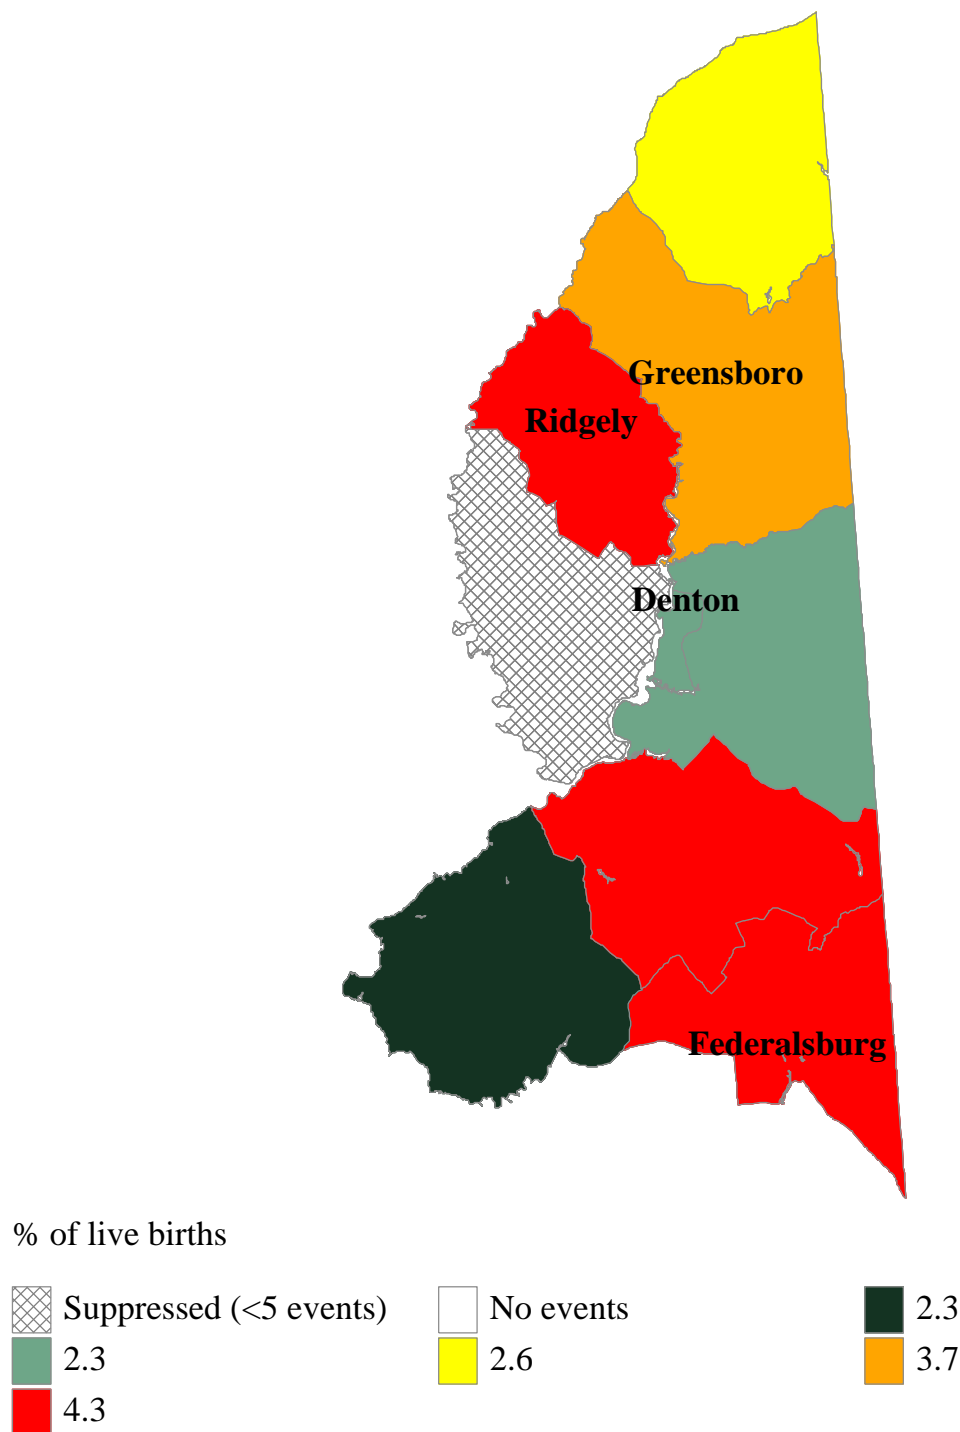 Greensboro
Ridgely
Denton
Federalsburg
% of live births
Suppressed (<5 events)
No events
2.3
2.3
2.6
3.7
4.3